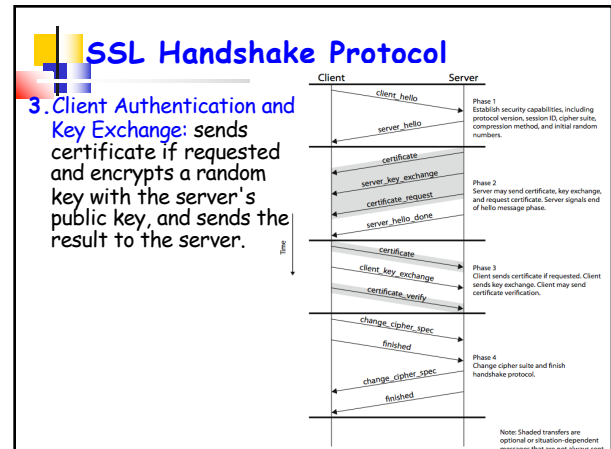 SSL Handshake Protocol
3. Client Authentication and
Key Exchange: sends
certificate if requested
and encrypts a random
key with the server's
public key, and sends the
result to the server.
Client
Server
client_hello
server_hello
Phase 1
Establish security capabilities, including
protocol version, session ID, cipher suite,
compression method, and initial random
numbers.
certificate
server_key_exchange
certificate_request
server_hello_done
Phase 2
Server may send certificate, key exchange,
and request certificate. Server signals end
of hello message phase.
Time
certificate
client_key_exchange
certificate_verify
Phase 3
Client sends certificate if requested. Client
sends key exchange. Client may send
certificate verification.
change_cipher_spec
finished
change_cipher_spec
finished
Phase 4
Change cipher suite and finish
handshake protocol.
Note: Shaded transfers are
optional or situation-dependent
messages that are not always sent